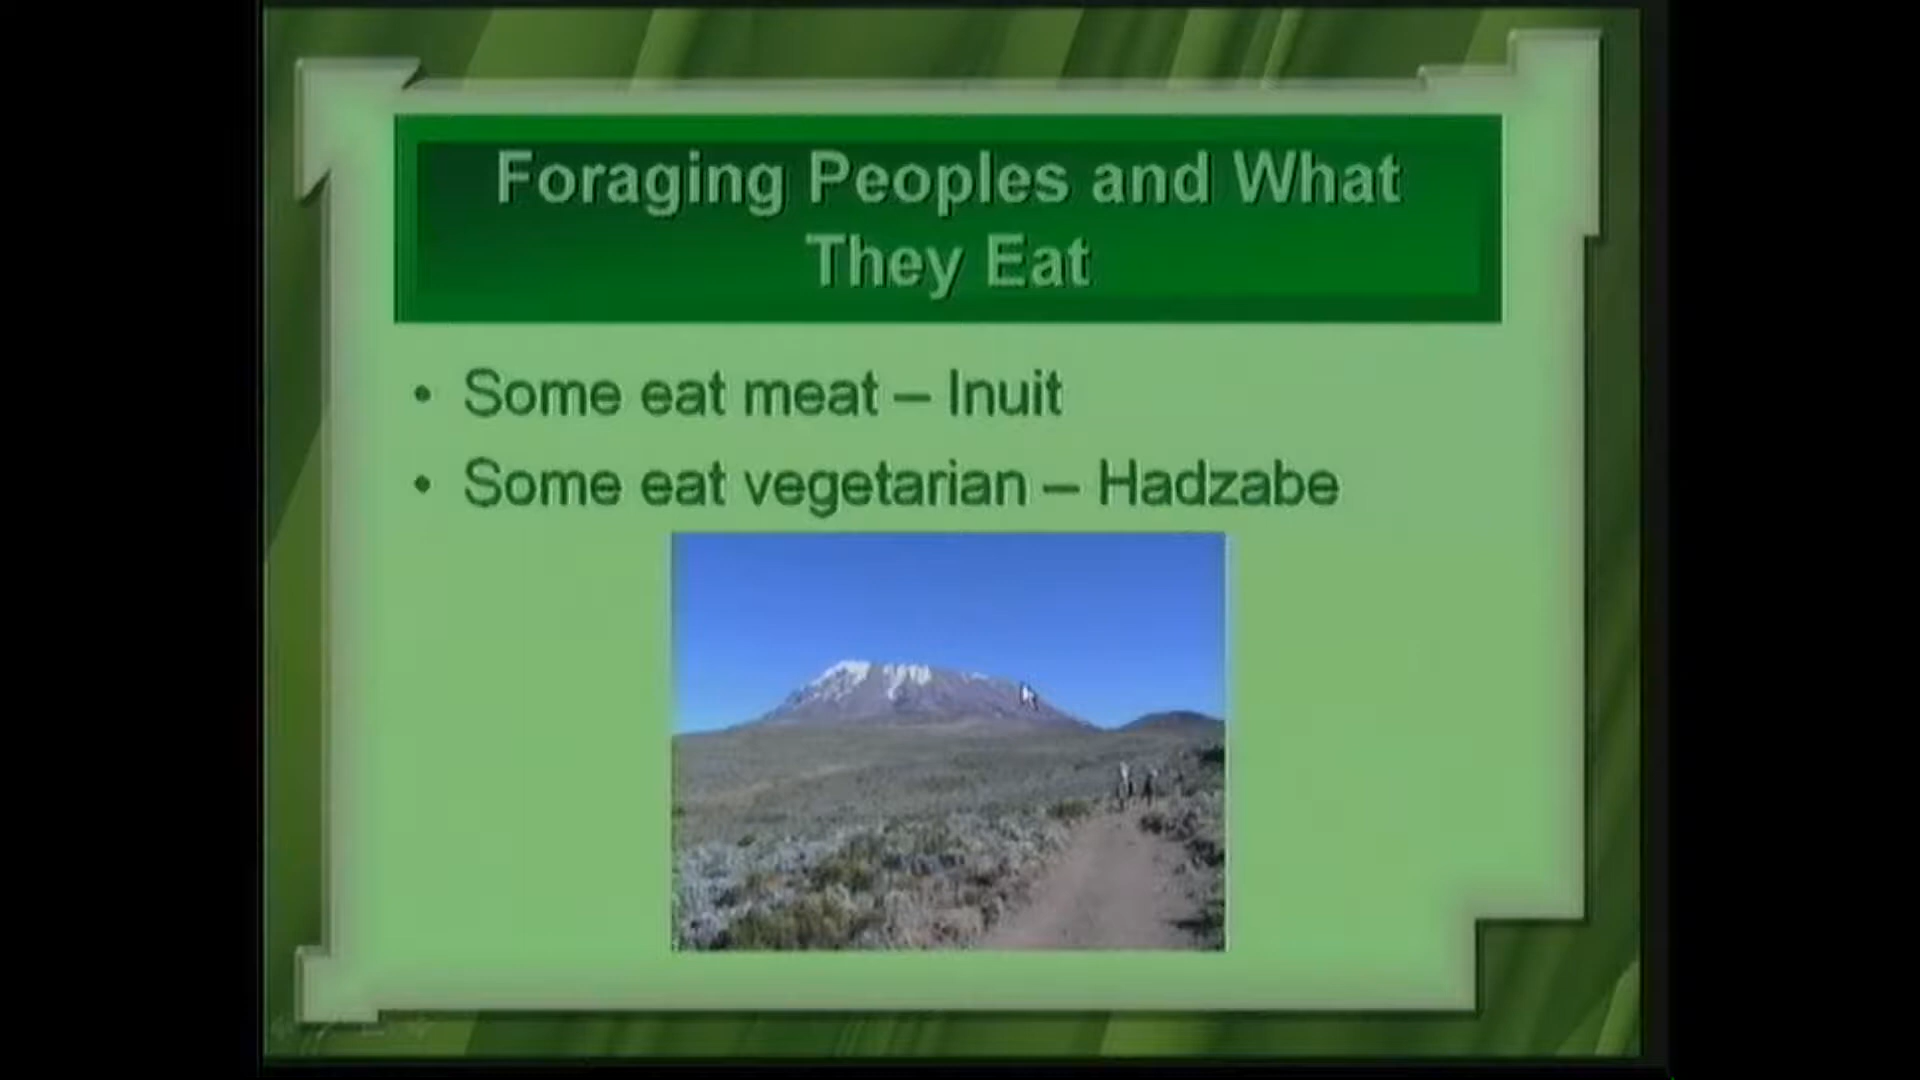 Foraging Peoples and What
They Eat
• Some eat meat – Inuit
• Some eat vegetarian – Hadzabe